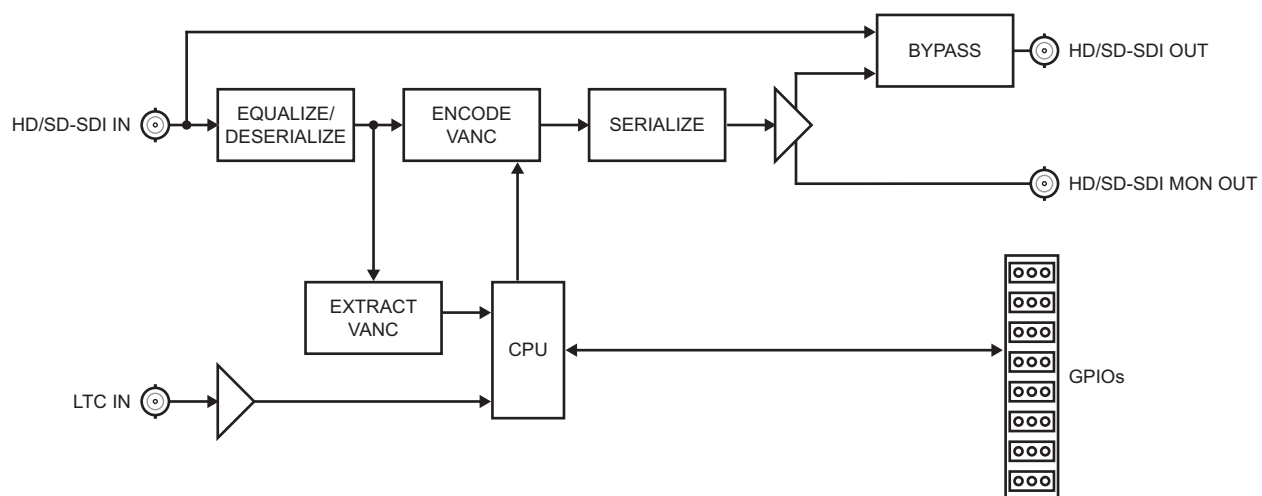 BYPASS
HD/SD-SDI OUT
HD/SD-SDI IN
EQUALIZE/
DESERIALIZE
ENCODE
VANC
SERIALIZE
HD/SD-SDI MON OUT
EXTRACT
VANC
CPU
GPIOs
LTC IN